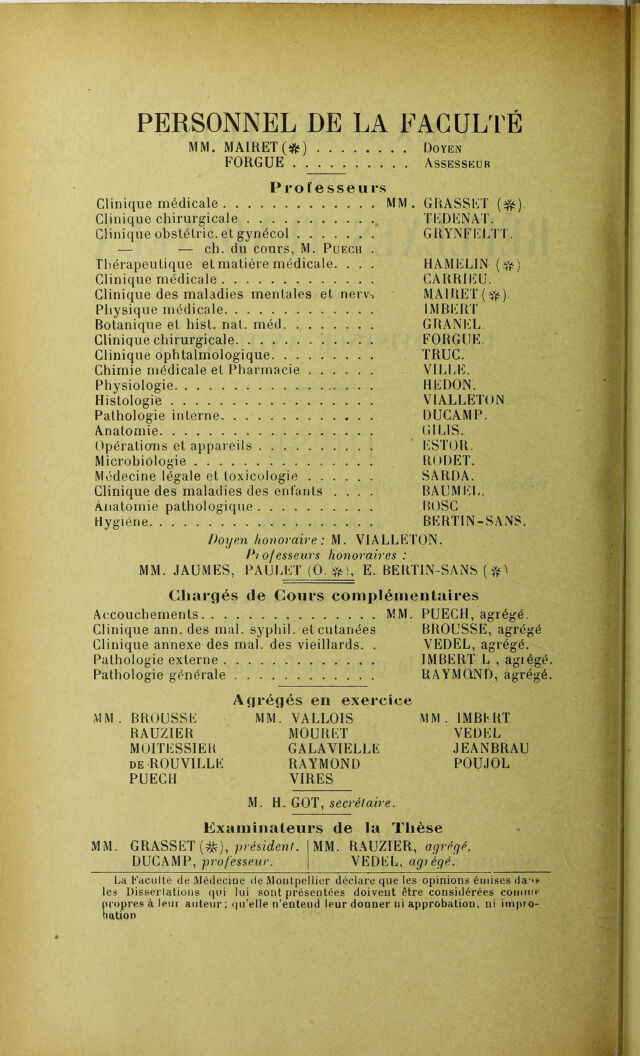 PERSONNEL DE LA FACULTÉ
MM. MAIRET (✻) . . . . . . . . DOYEN
FORGUE . . . . . . . . . . ASSESSEUR
Professeurs
Clinique médicale . . . . . . . . . . . . . MM. GRASSET (✻).
Clinique chirurgicale . . . . . . . . . . . TEDENAT.
Clinique obstétric. et gynécol . . . . . . . GRYNFELTT.
— — ch. du cours, M. PUECH .
Thérapeutique et matière médicale. . . . HAMELIN (✻)
Clinique médicale . . . . . . . . . . . . . CARRIEU.
Clinique des maladies mentales et nerv. MAIRET (✻).
Physique médicale. . . . . . . . . . . . . IMBERT
Botanique et hist. nat. méd. . . . . . . . GRANEL.
Clinique chirurgicale. . . . . . . . . . . . FORGUE.
Clinique ophtalmologique. . . . . . . . . TRUC.
Chimie médicale et Pharmacie . . . . . . VILLE.
Physiologie. . . . . . . . . . . . . . . . . HEDON.
Histologie . . . . . . . . . . . . . . . . . VIALLETON.
Pathologie interne. . . . . . . . . . . . . DUCAMP.
Anatomie. . . . . . . . . . . . . . . . . . GILIS.
Opérations et appareils . . . . . . . . . . ESTOR.
Microbiologie . . . . . . . . . . . . . . . RODET.
Médecine légale et toxicologie . . . . . . SARDA.
Clinique des maladies des enfants . . . . BAUMEL.
Anatomie pathologique . . . . . . . . . . BOSC
Hygiène. . . . . . . . . . . . . . . . . . . BERTIN-SANS.
Doyen honoraire : M. VIALLETON.
Professeurs honoraires :
MM. JAUMES, PAULET (O. ✻), E. BERTIN-SANS (✻)
Chargés de Cours complémentaires
Accouchements. . . . . . . . . . . . . . . MM. PUECH, agrégé.
Clinique ann. des mal. syphil. et cutanées BROUSSE, agrégé
Clinique annexe des mal. des vieillards. . VEDEL, agrégé.
Pathologie externe . . . . . . . . . . . . . IMBERT L , agrégé.
Pathologie générale . . . . . . . . . . . . RAYMOND, agrégé.
Agrégés en exercice
MM. BROUSSE MM. VALLOIS MM. IMBERT
RAUZIER MOURET VEDEL
MOITESSIER GALAVIELLE JEANBRAU
DE ROUVILLE RAYMOND POUJOL
PUECH VIRES
M. H. GOT, secrétaire.
Examinateurs de la Thèse
MM. GRASSET (✻), président. | MM. RAUZIER, agrégé.
DUCAMP, professeur. | VEDEL, agrégé.
La Faculté de Médecine de Montpellier déclare que les opinions émises dans
les Dissertations qui lui sont présentées doivent être considérées comme
propres à leur auteur ; qu'elle n'entend leur donner ni approbation, ni impro-
bation